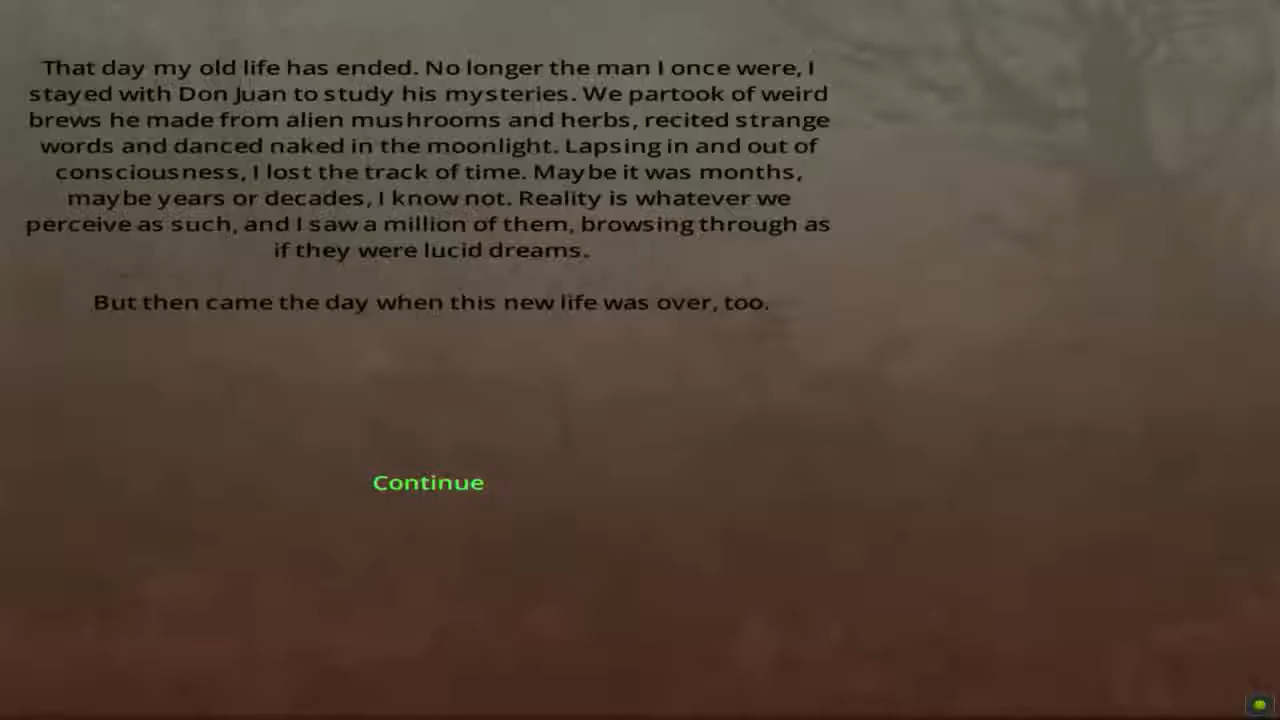 That day my old life has ended. No longer the man I once were, I
stayed with Don Juan to study his mysteries. We partook of weird
brews he made from alien mushrooms and herbs, recited strange
words and danced naked in the moonlight. Lapsing in and out of
consciousness, I lost the track of time. Maybe it was months,
maybe years or decades, I know not. Reality is whatever we
perceive as such, and I saw a million of them, browsing through as
if they were lucid dreams.
But then came the day when this new life was over, too.
Continue